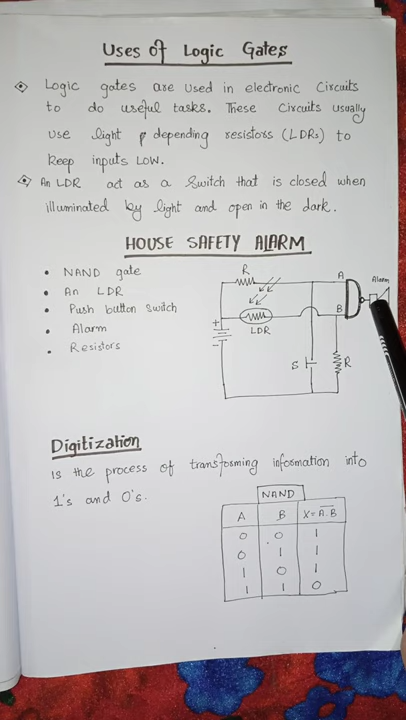 Uses of Logic Gates
Logic gates are used in electronic circuits
to do useful tasks. These circuits usually
use light depending resistors (LDRs) to
keep inputs LOW.
An LDR act as a switch that is closed when
illuminated by light and open in the dark.
HOUSE SAFETY ALARM
• NAND gate
• An LDR
• Push button switch
• Alarm
• Resistors
R
A
Alarm
B
+
-
LDR
S
R
Digitization
is the process of transforming information into
1's and 0's.
NAND
A B X = A̅.̅B̅
0 0 1
0 1 1
1 0 1
1 1 0